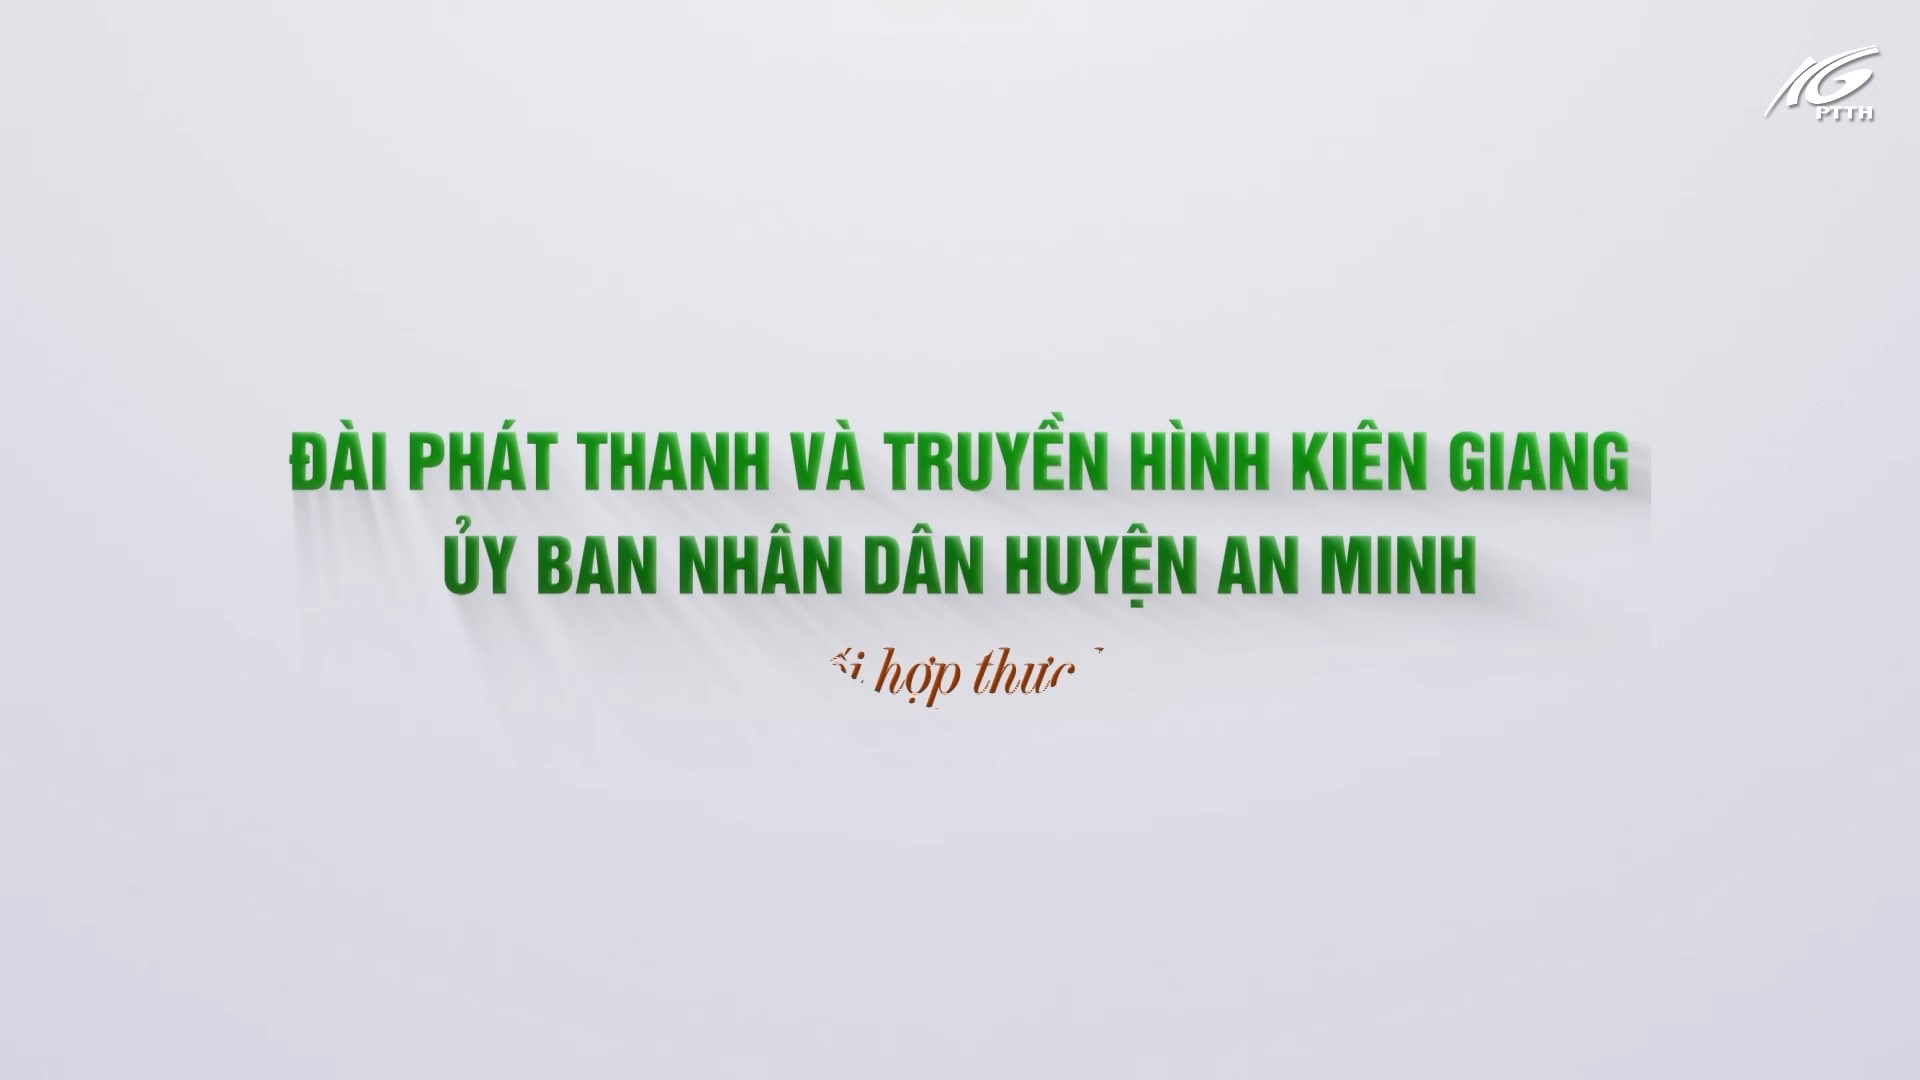 PTTH
ĐÀI PHÁT THANH VÀ TRUYỀN HÌNH KIÊN GIANG
ỦY BAN NHÂN DÂN HUYỆN AN MINH
hợp